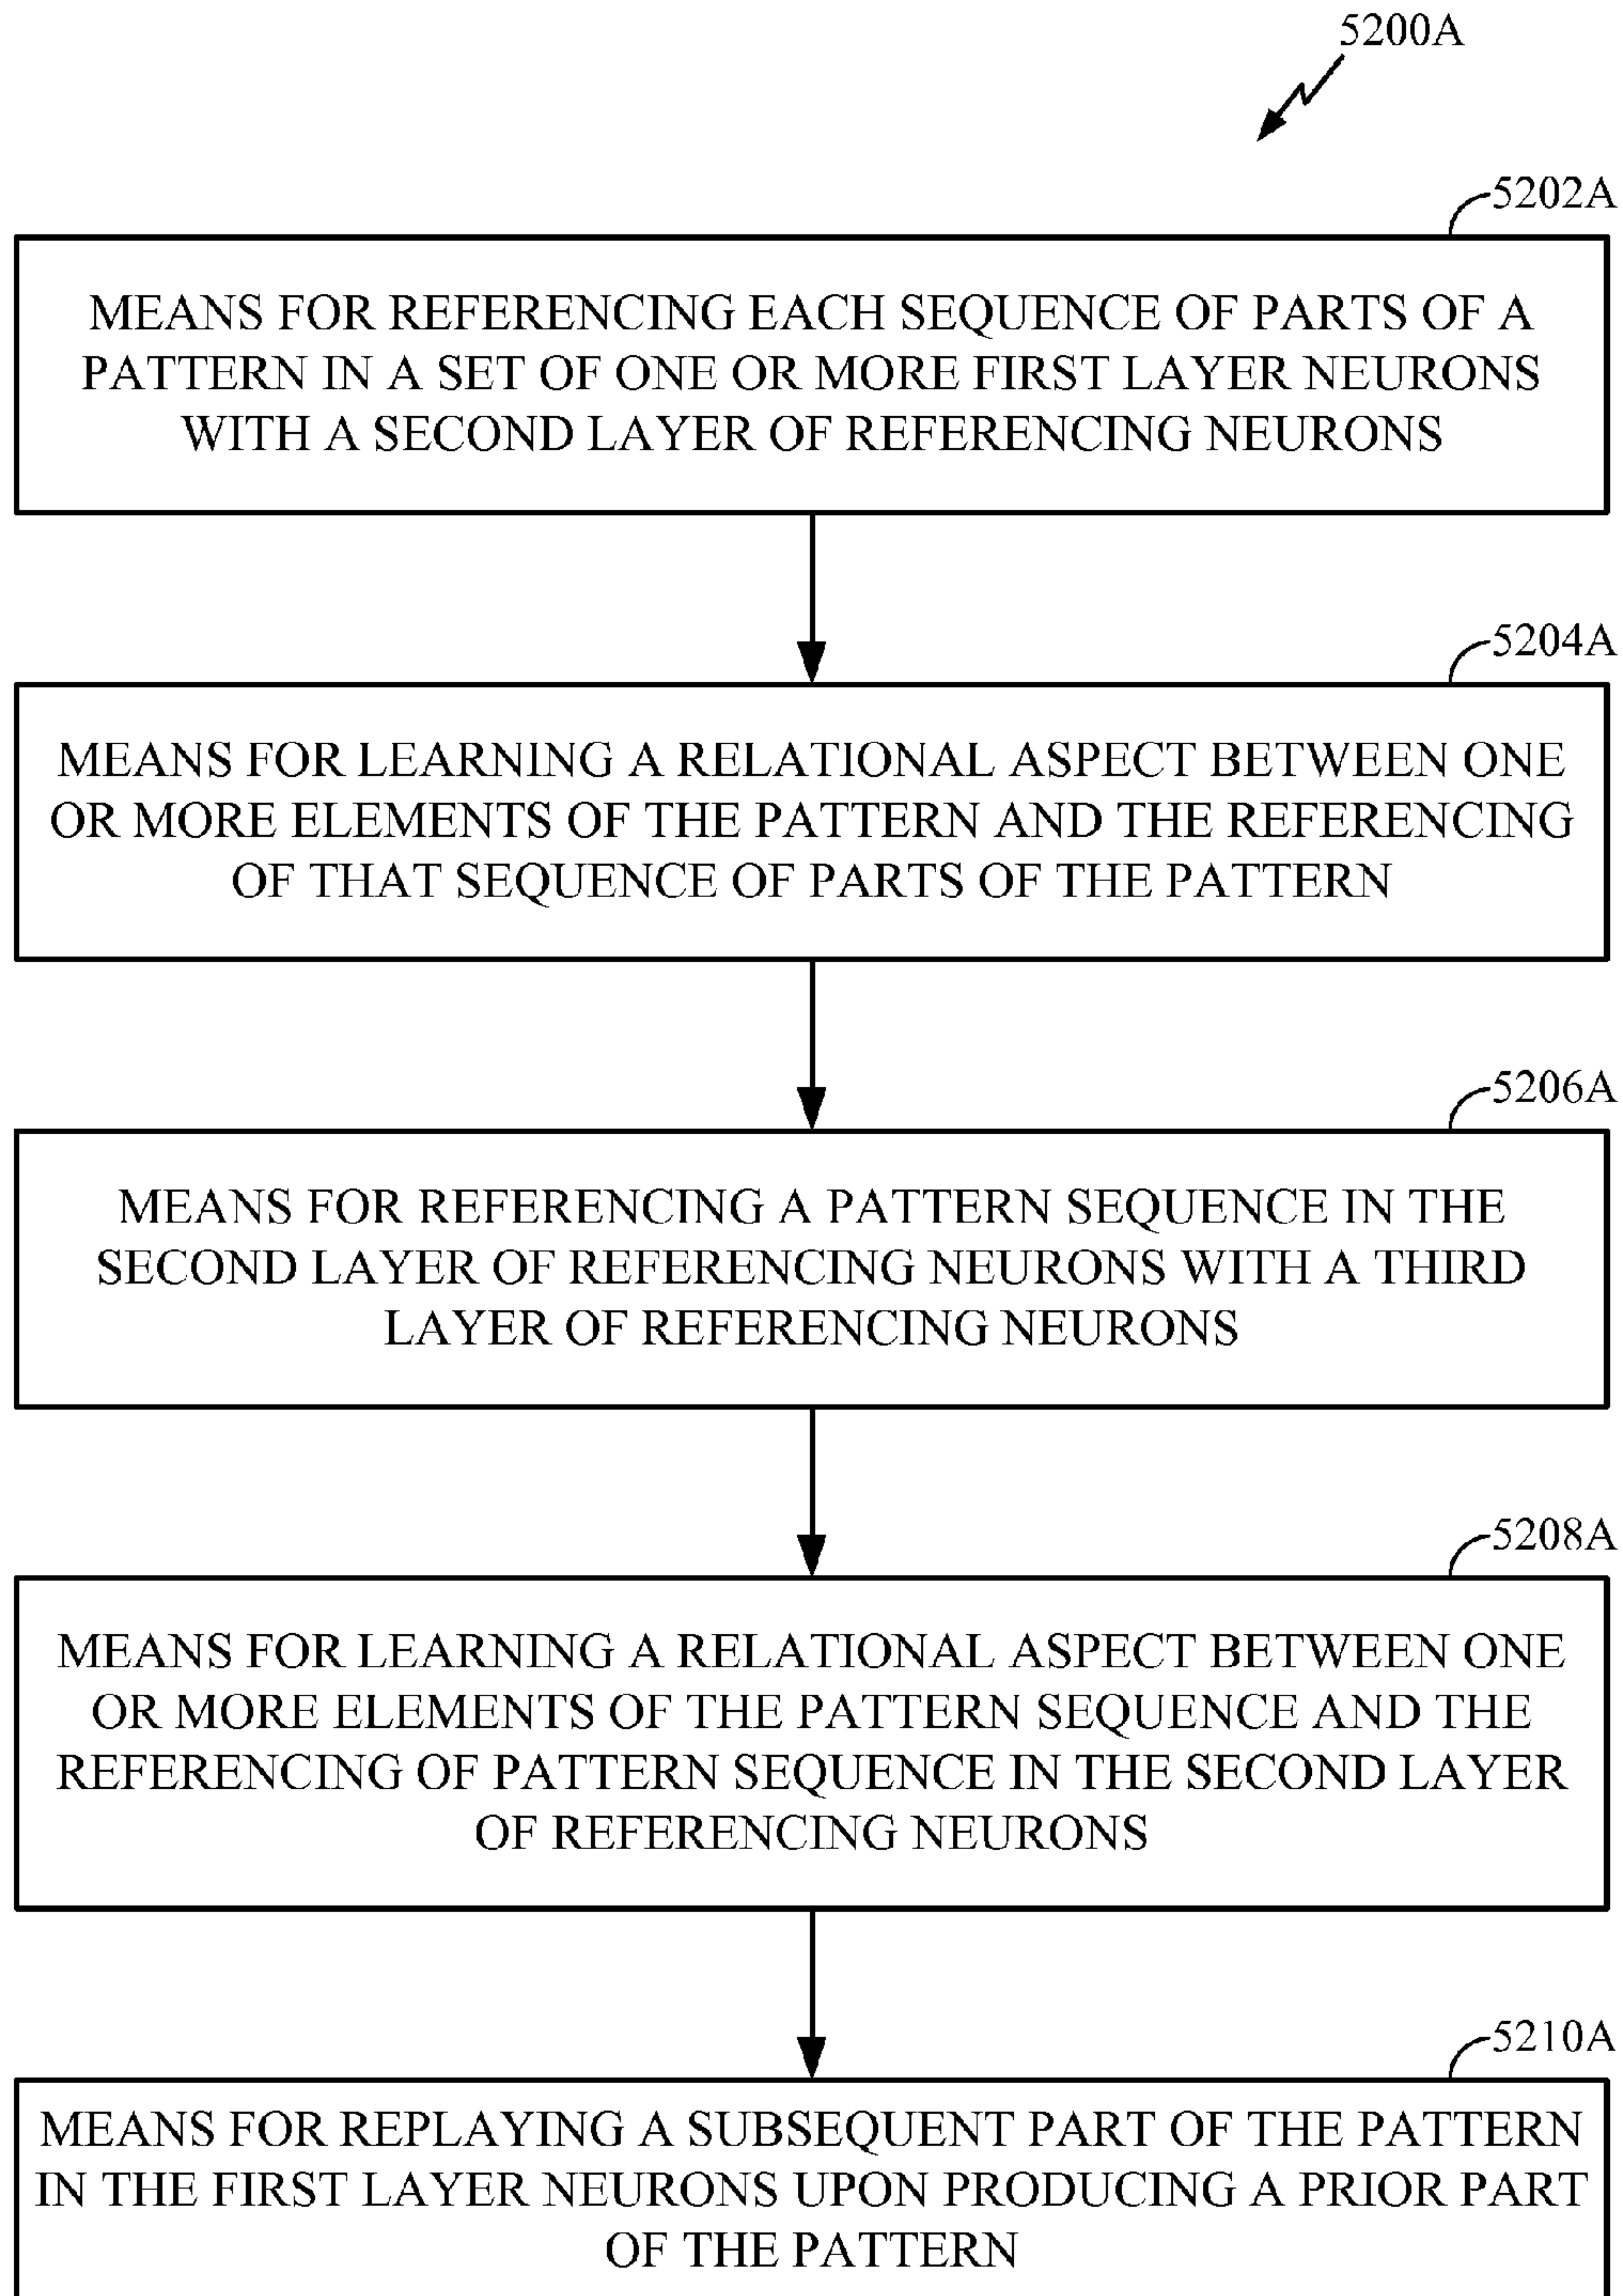 5200A
5202A
MEANS FOR REFERENCING EACH SEQUENCE OF PARTS OF A
PATTERN IN A SET OF ONE OR MORE FIRST LAYER NEURONS
WITH A SECOND LAYER OF REFERENCING NEURONS
5204A
MEANS FOR LEARNING A RELATIONAL ASPECT BETWEEN ONE
OR MORE ELEMENTS OF THE PATTERN AND THE REFERENCING
OF THAT SEQUENCE OF PARTS OF THE PATTERN
5206A
MEANS FOR REFERENCING A PATTERN SEQUENCE IN THE
SECOND LAYER OF REFERENCING NEURONS WITH A THIRD
LAYER OF REFERENCING NEURONS
5208A
MEANS FOR LEARNING A RELATIONAL ASPECT BETWEEN ONE
OR MORE ELEMENTS OF THE PATTERN SEQUENCE AND THE
REFERENCING OF PATTERN SEQUENCE IN THE SECOND LAYER
OF REFERENCING NEURONS
5210A
MEANS FOR REPLAYING A SUBSEQUENT PART OF THE PATTERN
IN THE FIRST LAYER NEURONS UPON PRODUCING A PRIOR PART
OF THE PATTERN